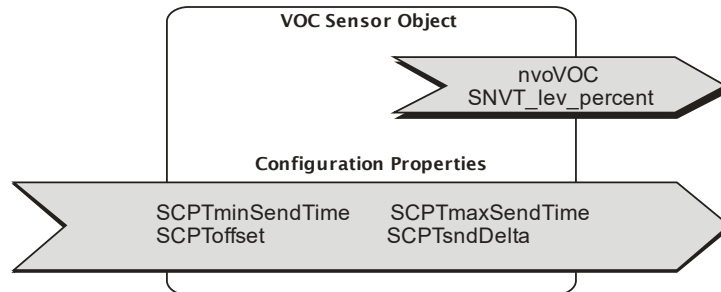 VOC Sensor Object
nvoVOC
SNVT_lev_percent
Configuration Properties
SCPTminSendTime SCPTmaxSendTime
SCPToffset SCPTsndDelta